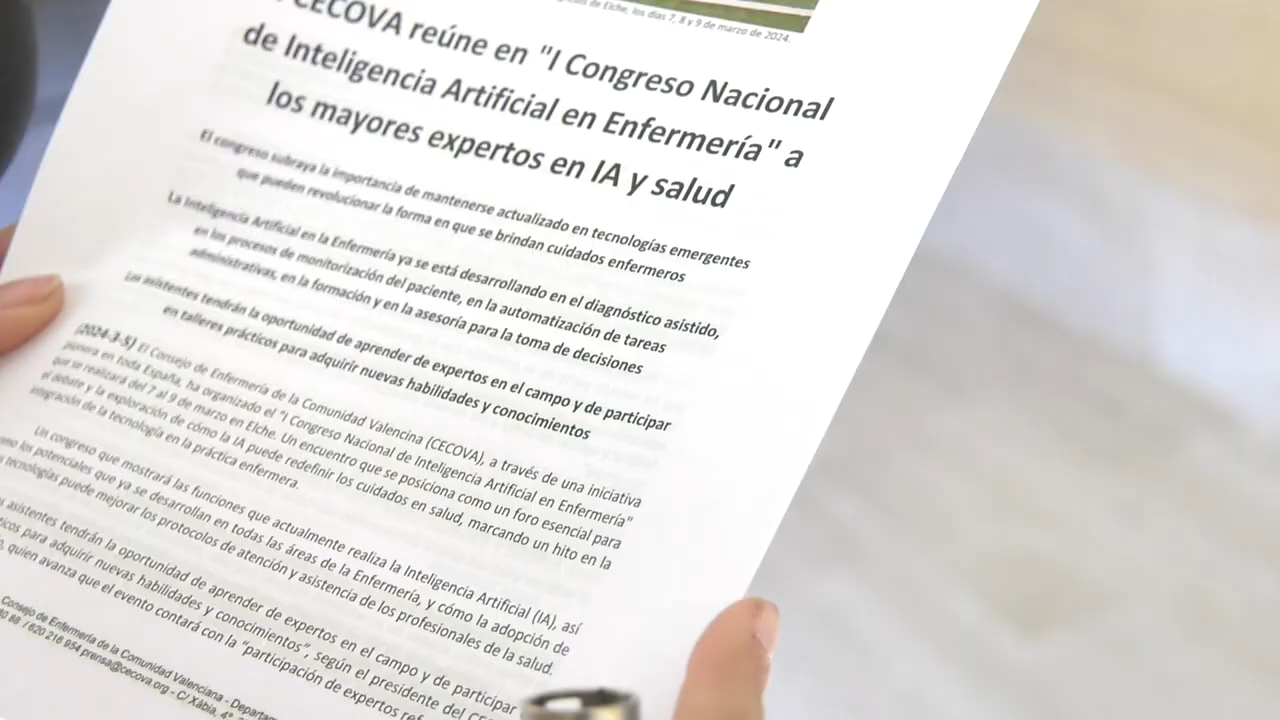 de Elche, los días 7, 8 y 9 de marzo de 2024.
CECOVA reúne en "I Congreso Nacional
de Inteligencia Artificial en Enfermería" a
los mayores expertos en IA y salud
El congreso subraya la importancia de mantenerse actualizado en tecnologías emergentes
que pueden revolucionar la forma en que se brindan cuidados enfermeros
La Inteligencia Artificial en la Enfermería ya se está desarrollando en el diagnóstico asistido,
en los procesos de monitorización del paciente, en la automatización de tareas
administrativas, en la formación y en la asesoría para la toma de decisiones
Los asistentes tendrán la oportunidad de aprender de expertos en el campo y de participar
en talleres prácticos para adquirir nuevas habilidades y conocimientos
(2024-3-5) El Consejo de Enfermería de la Comunidad Valencina (CECOVA), a través de una iniciativa
pionera en toda España, ha organizado el "I Congreso Nacional de Inteligencia Artificial en Enfermería"
que se realizará del 7 al 9 de marzo en Elche. Un encuentro que se posiciona como un foro esencial para
el debate y la exploración de cómo la IA puede redefinir los cuidados en salud, marcando un hito en la
integración de la tecnología en la práctica enfermera.
Un congreso que mostrará las funciones que actualmente realiza la Inteligencia Artificial (IA), así
como los potenciales que ya se desarrollan en todas las áreas de la Enfermería, y cómo la adopción de
tecnologías puede mejorar los protocolos de atención y asistencia de los profesionales de la salud.
asistentes tendrán la oportunidad de aprender de expertos en el campo y de participar
para adquirir nuevas habilidades y conocimientos", según el presidente del
quien avanza que el evento contará con la "participación de expertos
Consejo de Enfermería de la Comunidad Valenciana - Departam
88 / 620 216 954 prensa@cecova.org - C/ Xàbia, 4º